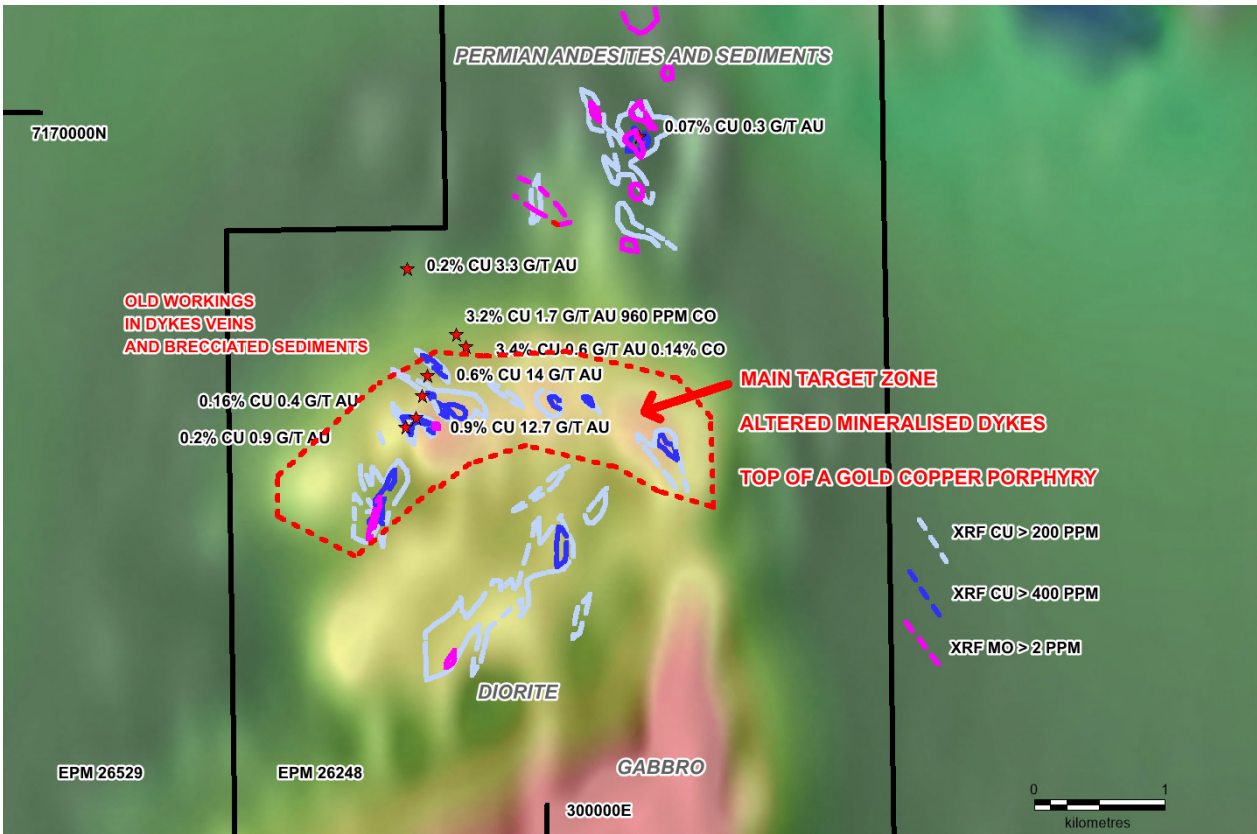 PERMIAN ANDESITES AND SEDIMENTS
7170000N
0.07% CU 0.3 G/T AU
0.2% CU 3.3 G/T AU
OLD WORKINGS
IN DYKES VEINS
AND BRECCIATED SEDIMENTS
3.2% CU 1.7 G/T AU 960 PPM CO
3.4% CU 0.6 G/T AU 0.14% CO
0.6% CU 14 G/T AU
MAIN TARGET ZONE
0.16% CU 0.4 G/T AU
ALTERED MINERALISED DYKES
0.2% CU 0.9 G/T AU
0.9% CU 12.7 G/T AU
TOP OF A GOLD COPPER PORPHYRY
XRF CU > 200 PPM
XRF CU > 400 PPM
XRF MO > 2 PPM
DIORITE
GABBRO
EPM 26529
EPM 26248
300000E
0 1
kilometres